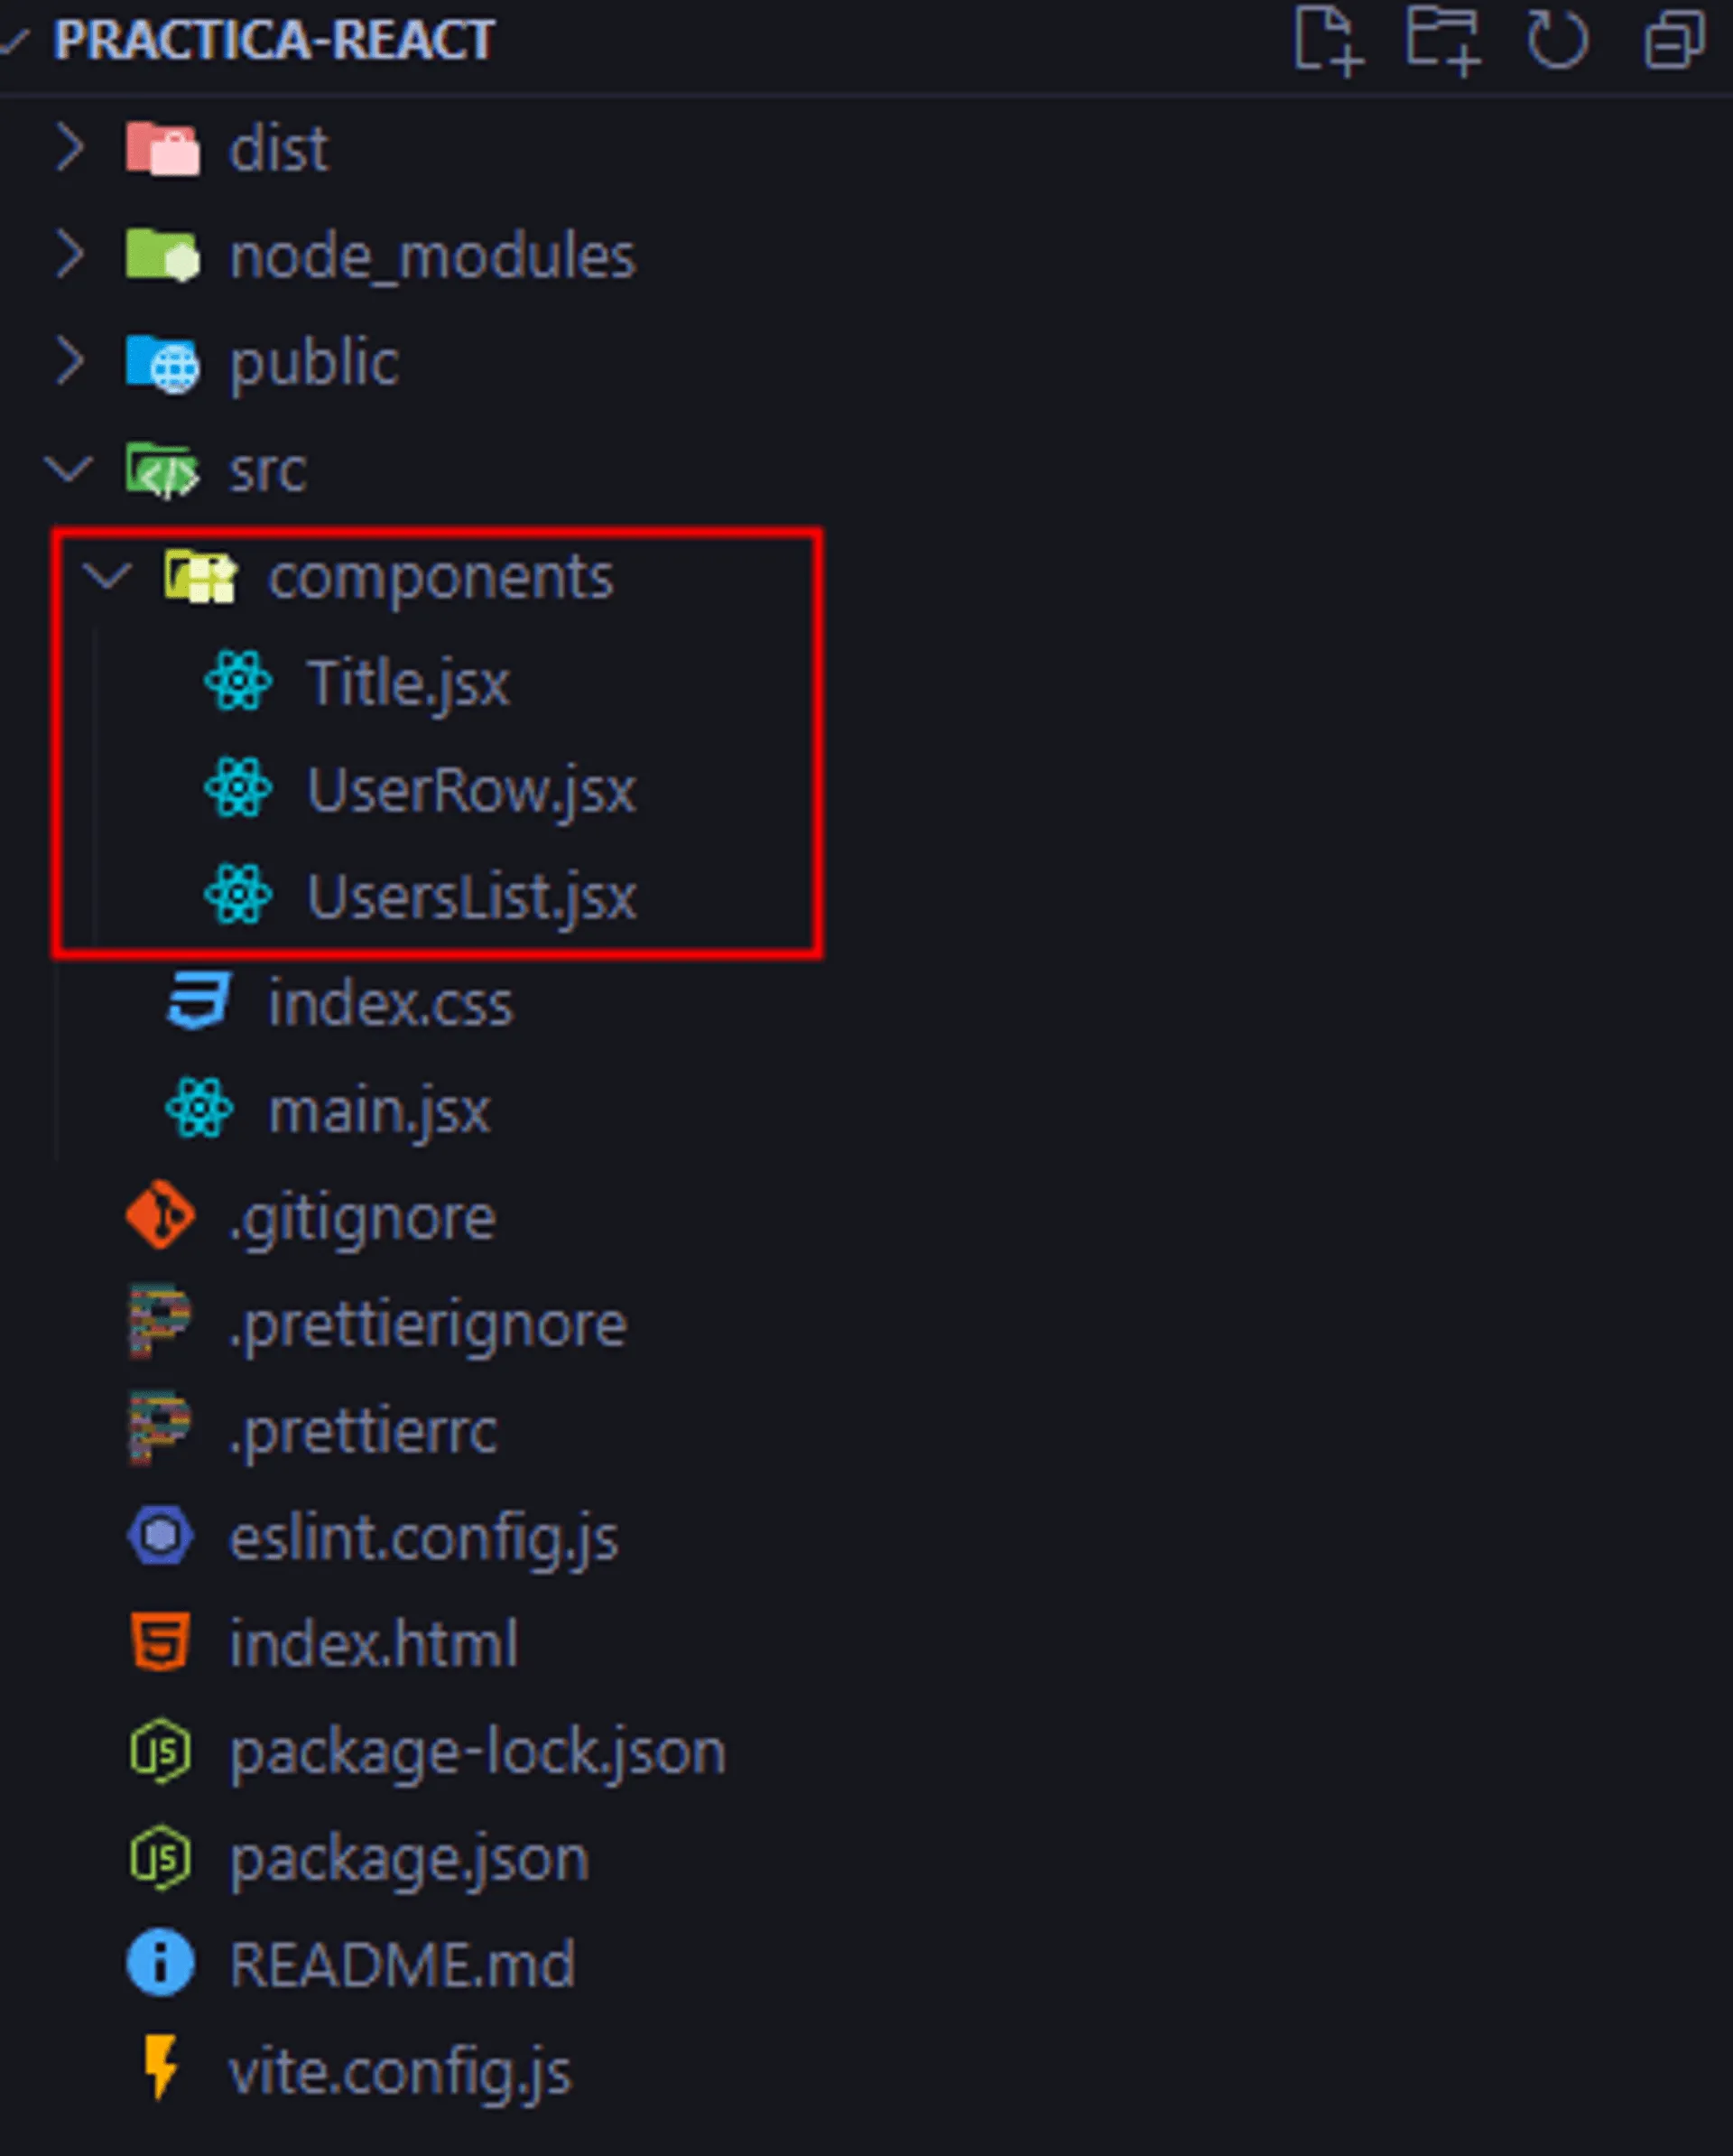 PRACTICA-REACT
dist
node_modules
public
src
components
Title.jsx
UserRow.jsx
UsersList.jsx
index.css
main.jsx
.gitignore
.prettierignore
.prettierrc
eslint.config.js
index.html
package-lock.json
package.json
README.md
vite.config.js